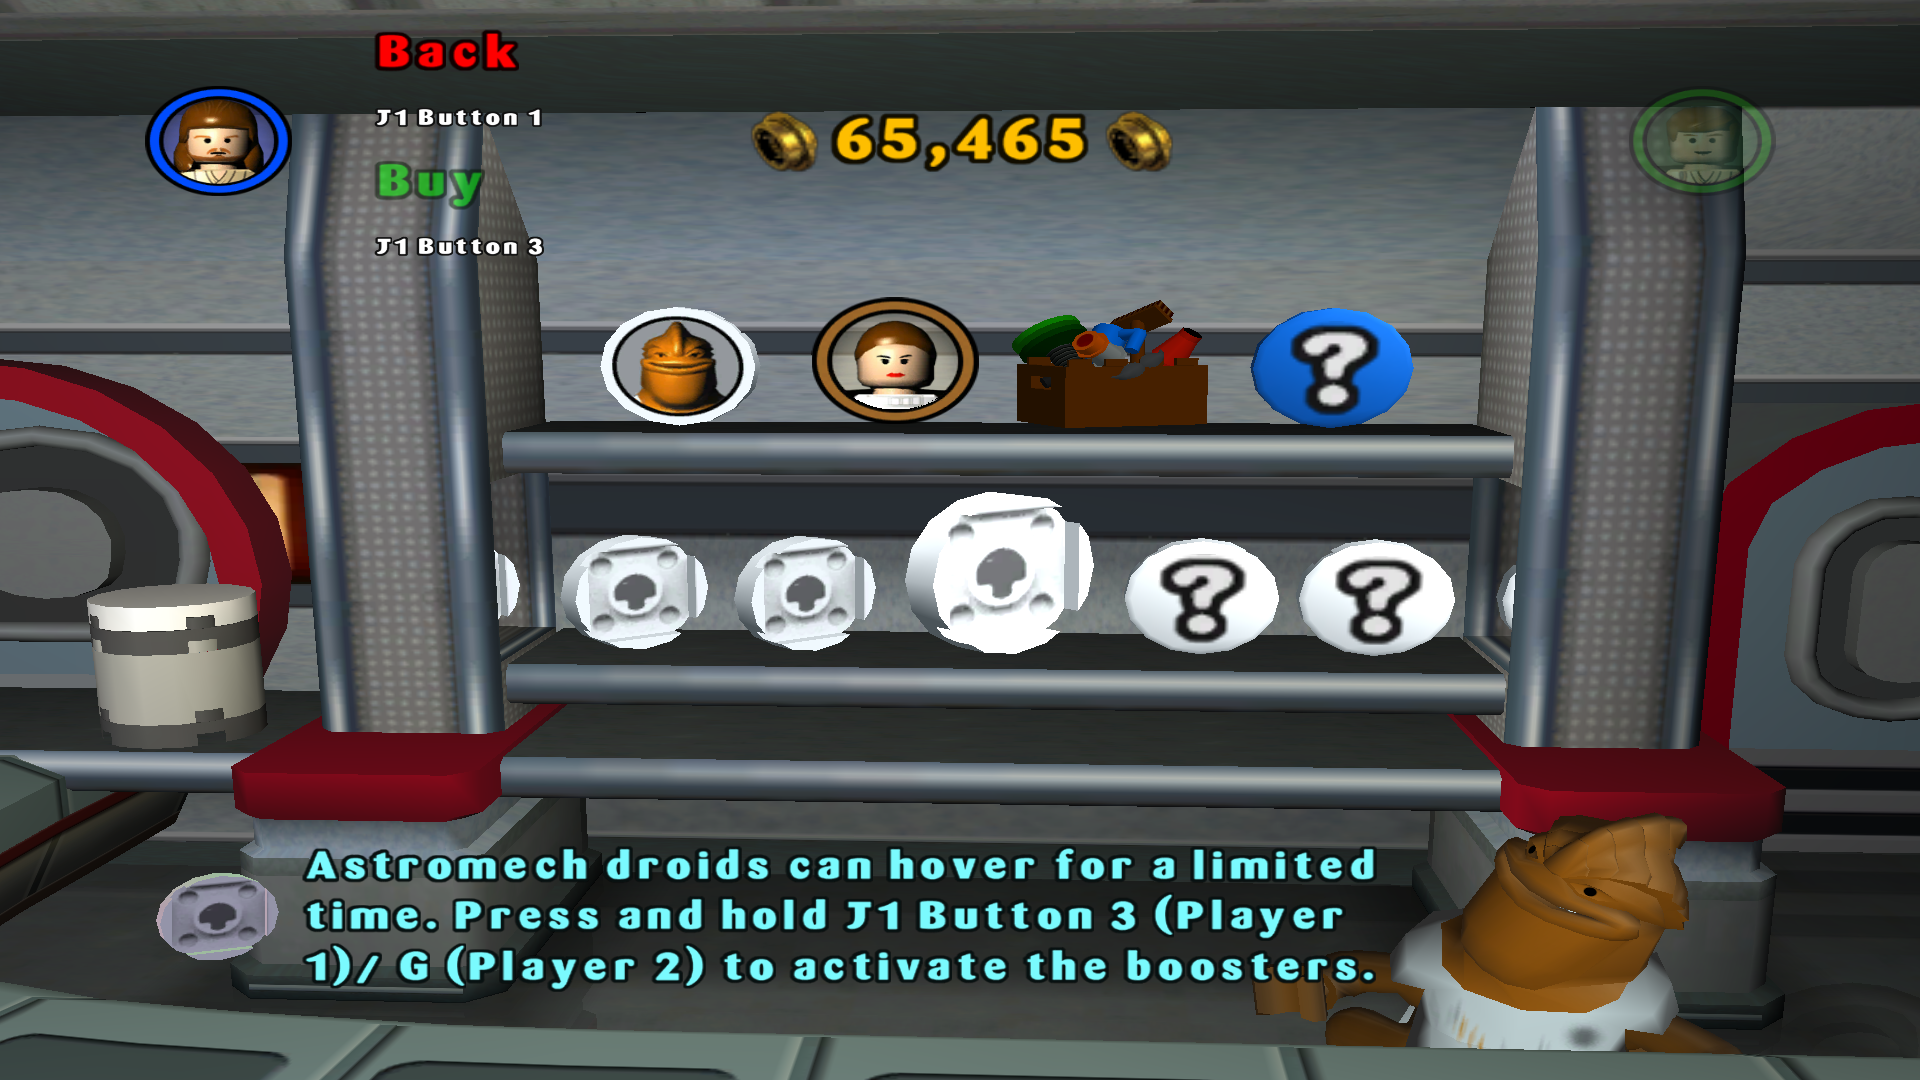 Back
J1 Button 1
Buy
J1 Button 3
65,465
?
? ?
Astromech droids can hover for a limited
time. Press and hold J1 Button 3 (Player
1)/ G (Player 2) to activate the boosters.